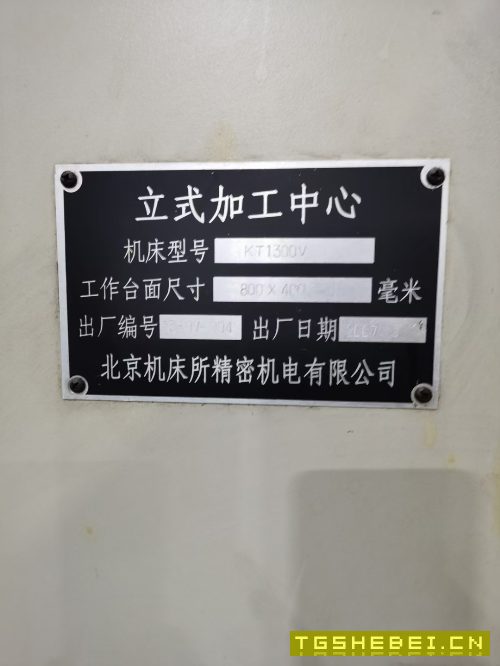 立式加工中心
机床型号 KT1300V
工作台面尺寸 800X400 毫米
出厂编号 出厂日期
北京机床所精密机电有限公司
TGSHEBEI.CN